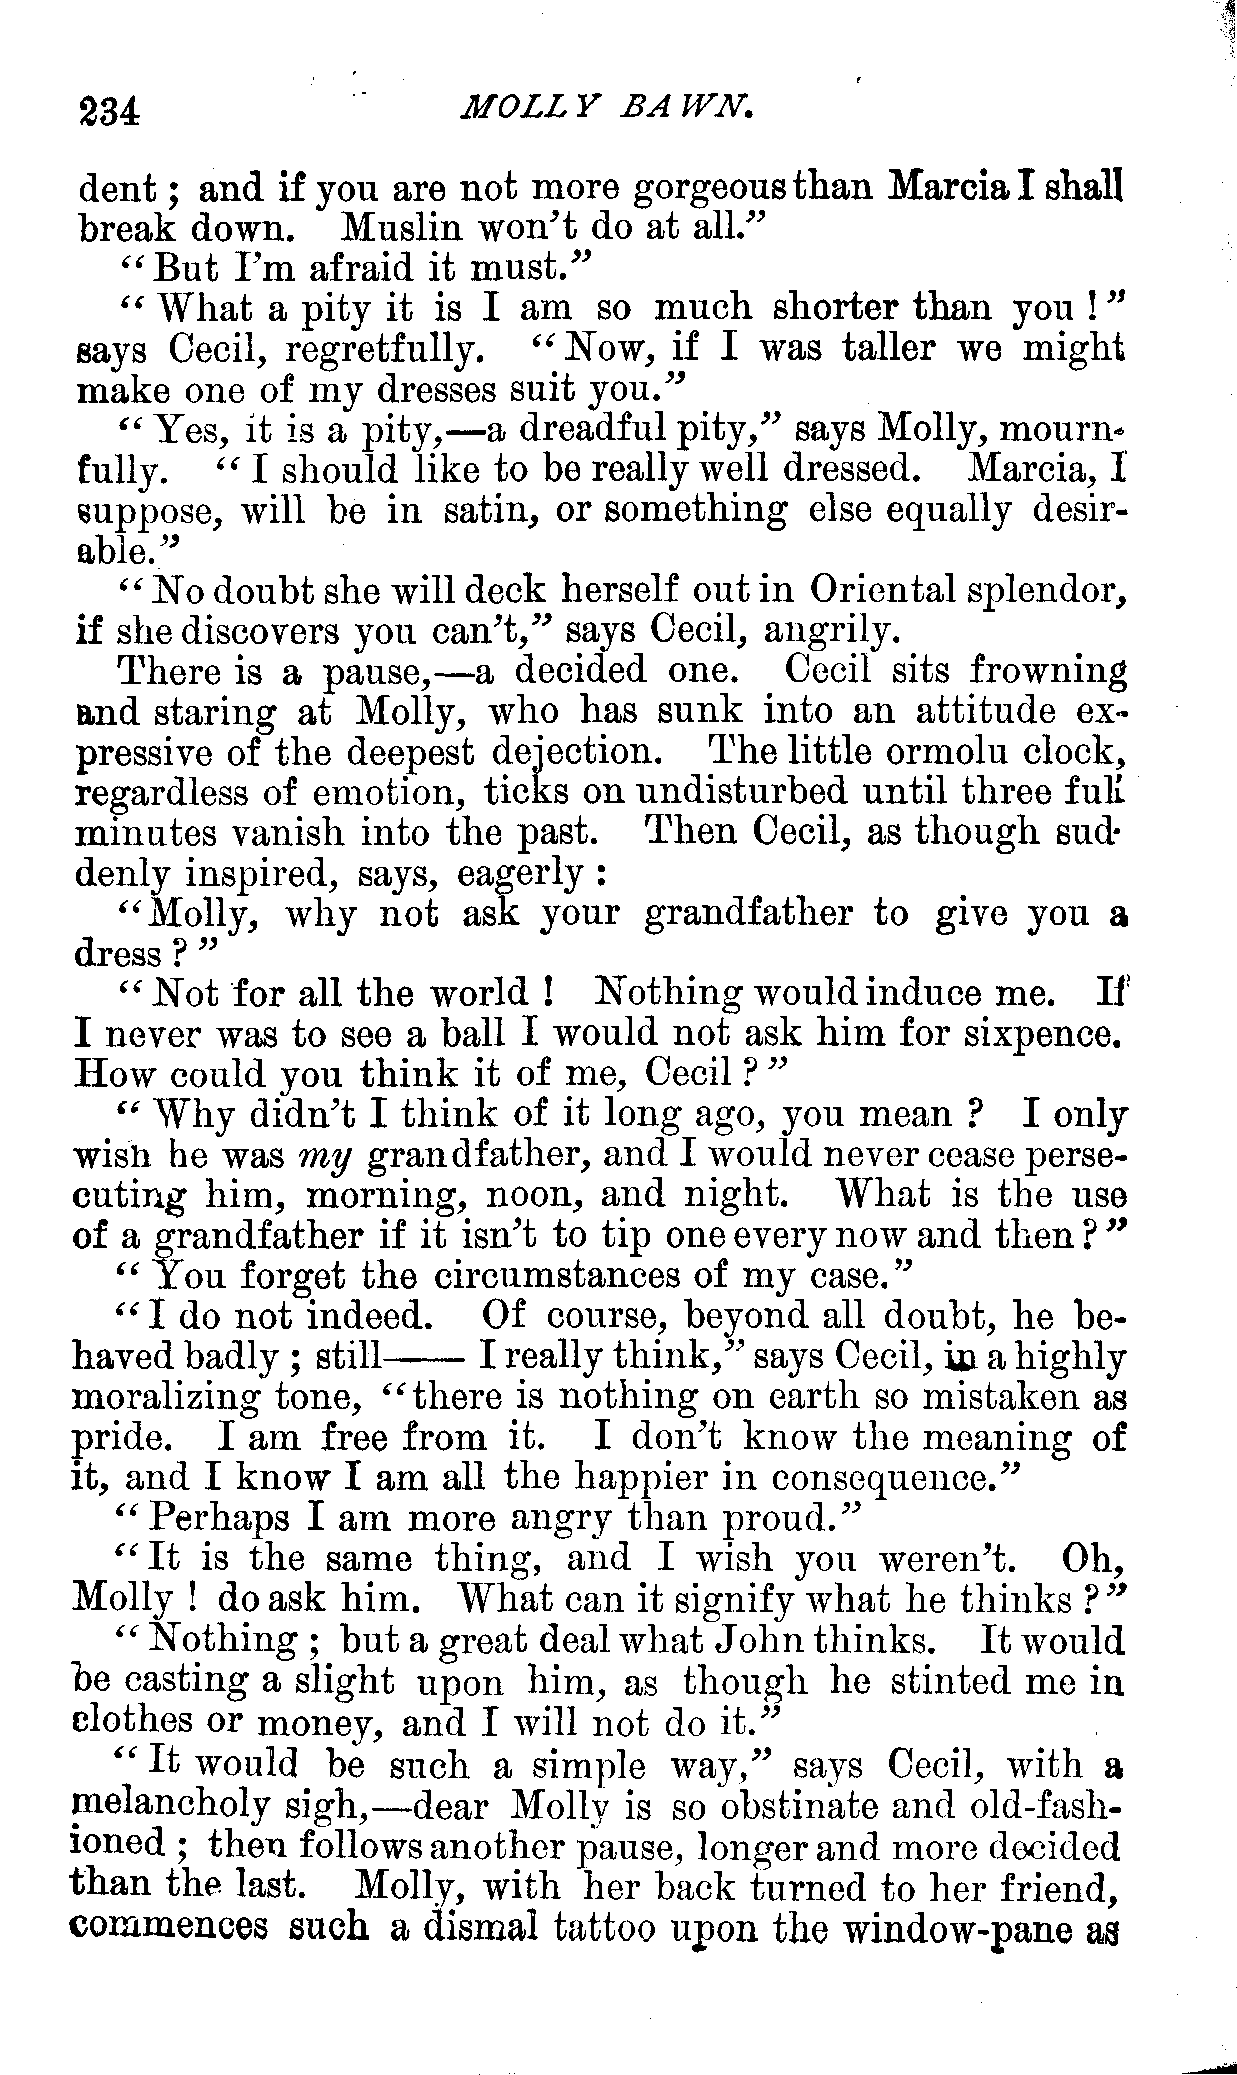 234 MOLLY BAWN.
dent ; and if you are not more gorgeous than Marcia I shall
break down. Muslin won't do at all."
"But I'm afraid it must."
"What a pity it is I am so much shorter than you !"
says Cecil, regretfully. "Now, if I was taller we might
make one of my dresses suit you."
"Yes, it is a pity,—a dreadful pity," says Molly, mourn-
fully. "I should like to be really well dressed. Marcia, I
suppose, will be in satin, or something else equally desir-
able."
"No doubt she will deck herself out in Oriental splendor,
if she discovers you can't," says Cecil, angrily.
There is a pause,—a decided one. Cecil sits frowning
and staring at Molly, who has sunk into an attitude ex-
pressive of the deepest dejection. The little ormolu clock,
regardless of emotion, ticks on undisturbed until three full
minutes vanish into the past. Then Cecil, as though sud-
denly inspired, says, eagerly :
"Molly, why not ask your grandfather to give you a
dress ?"
"Not for all the world ! Nothing would induce me. If
I never was to see a ball I would not ask him for sixpence.
How could you think it of me, Cecil ?"
"Why didn't I think of it long ago, you mean ? I only
wish he was my grandfather, and I would never cease perse-
cuting him, morning, noon, and night. What is the use
of a grandfather if it isn't to tip one every now and then ?"
"You forget the circumstances of my case."
"I do not indeed. Of course, beyond all doubt, he be-
haved badly ; still—— I really think," says Cecil, in a highly
moralizing tone, "there is nothing on earth so mistaken as
pride. I am free from it. I don't know the meaning of
it, and I know I am all the happier in consequence."
"Perhaps I am more angry than proud."
"It is the same thing, and I wish you weren't. Oh,
Molly ! do ask him. What can it signify what he thinks ?"
"Nothing ; but a great deal what John thinks. It would
be casting a slight upon him, as though he stinted me in
clothes or money, and I will not do it."
"It would be such a simple way," says Cecil, with a
melancholy sigh,—dear Molly is so obstinate and old-fash-
ioned ; then follows another pause, longer and more decided
than the last. Molly, with her back turned to her friend,
commences such a dismal tattoo upon the window-pane as